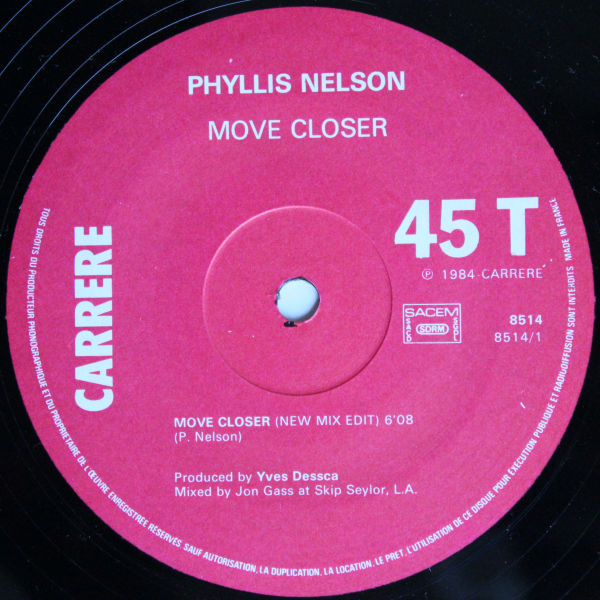 PHYLLIS NELSON
MOVE CLOSER
CARRERE
45 T
℗ 1984 - CARRERE
SACEM
SACD
SDRM
SGDL
8514
8514/1
MOVE CLOSER (NEW MIX EDIT) 6'08
(P. Nelson)
Produced by Yves Dessca
Mixed by Jon Gass at Skip Seylor, L.A.
TOUS DROITS DU PRODUCTEUR PHONOGRAPHIQUE ET DU PROPRIETAIRE DE L'ŒUVRE ENREGISTRÉE RÉSERVÉS SAUF AUTORISATION, LA DUPLICATION, LA LOCATION, LE PRET, L'UTILISATION DE CE DISQUE POUR EXECUTION PUBLIQUE ET RADIODIFFUSION SONT INTERDITS MADE IN FRANCE